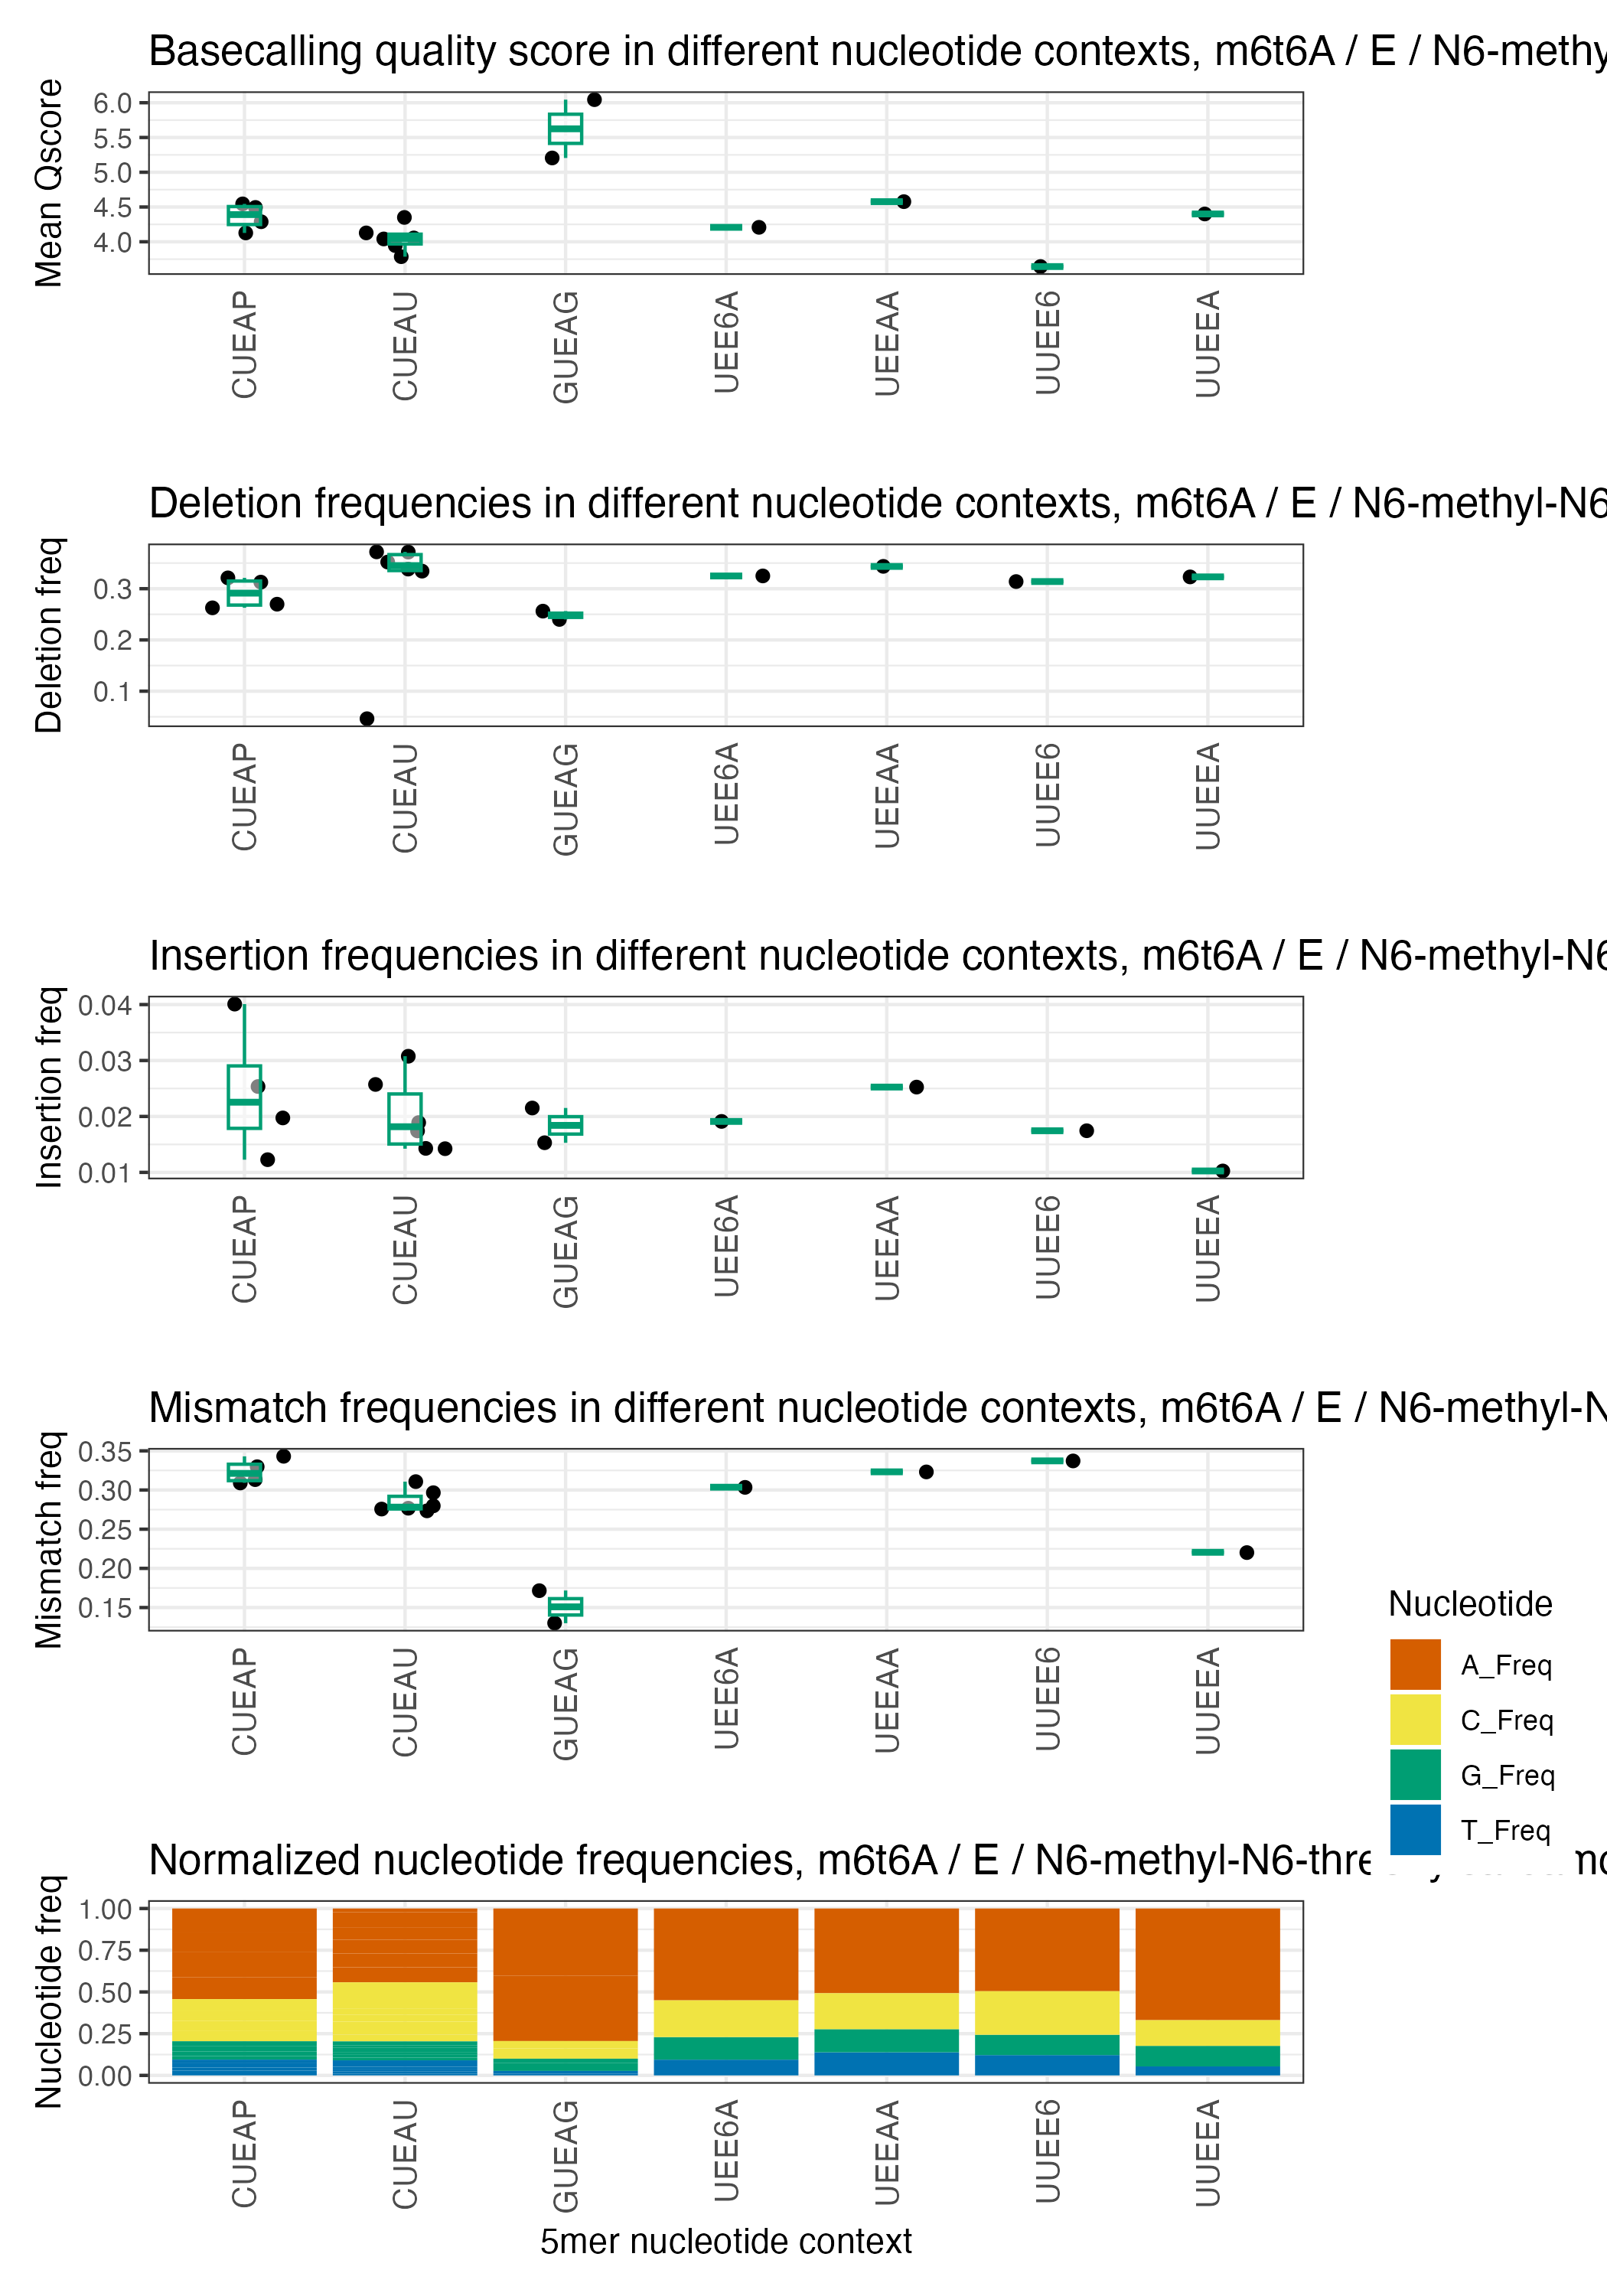 Basecalling quality score in different nucleotide contexts, m6t6A / E / N6-methy
Mean Qscore
6.0
5.5
5.0
4.5
4.0
CUEAP CUEAU GUEAG UEE6A UEEAA UUEE6 UUEEA
Deletion frequencies in different nucleotide contexts, m6t6A / E / N6-methyl-N6
Deletion freq
0.3
0.2
0.1
CUEAP CUEAU GUEAG UEE6A UEEAA UUEE6 UUEEA
Insertion frequencies in different nucleotide contexts, m6t6A / E / N6-methyl-N6
Insertion freq
0.04
0.03
0.02
0.01
CUEAP CUEAU GUEAG UEE6A UEEAA UUEE6 UUEEA
Mismatch frequencies in different nucleotide contexts, m6t6A / E / N6-methyl-N
Mismatch freq
0.35
0.30
0.25
0.20
0.15
CUEAP CUEAU GUEAG UEE6A UEEAA UUEE6 UUEEA
Nucleotide
A_Freq
C_Freq
G_Freq
T_Freq
Normalized nucleotide frequencies, m6t6A / E / N6-methyl-N6-thre
Nucleotide freq
1.00
0.75
0.50
0.25
0.00
CUEAP CUEAU GUEAG UEE6A UEEAA UUEE6 UUEEA
5mer nucleotide context